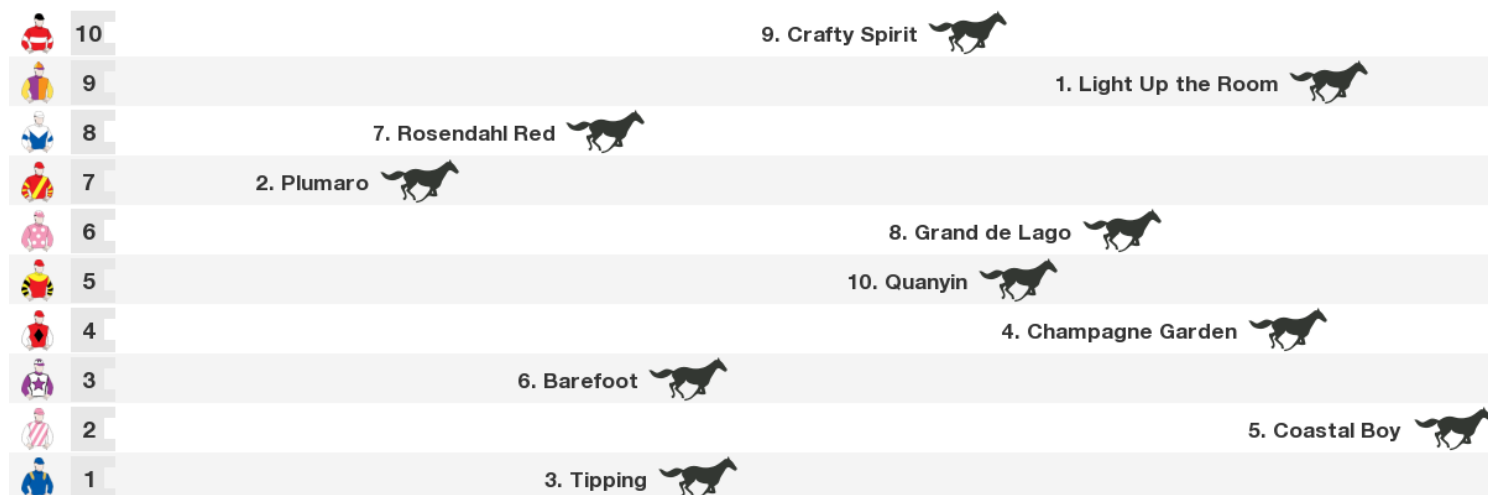 10 9. Crafty Spirit
9 1. Light Up the Room
8 7. Rosendahl Red
7 2. Plumaro
6 8. Grand de Lago
5 10. Quanyin
4 4. Champagne Garden
3 6. Barefoot
2 5. Coastal Boy
1 3. Tipping